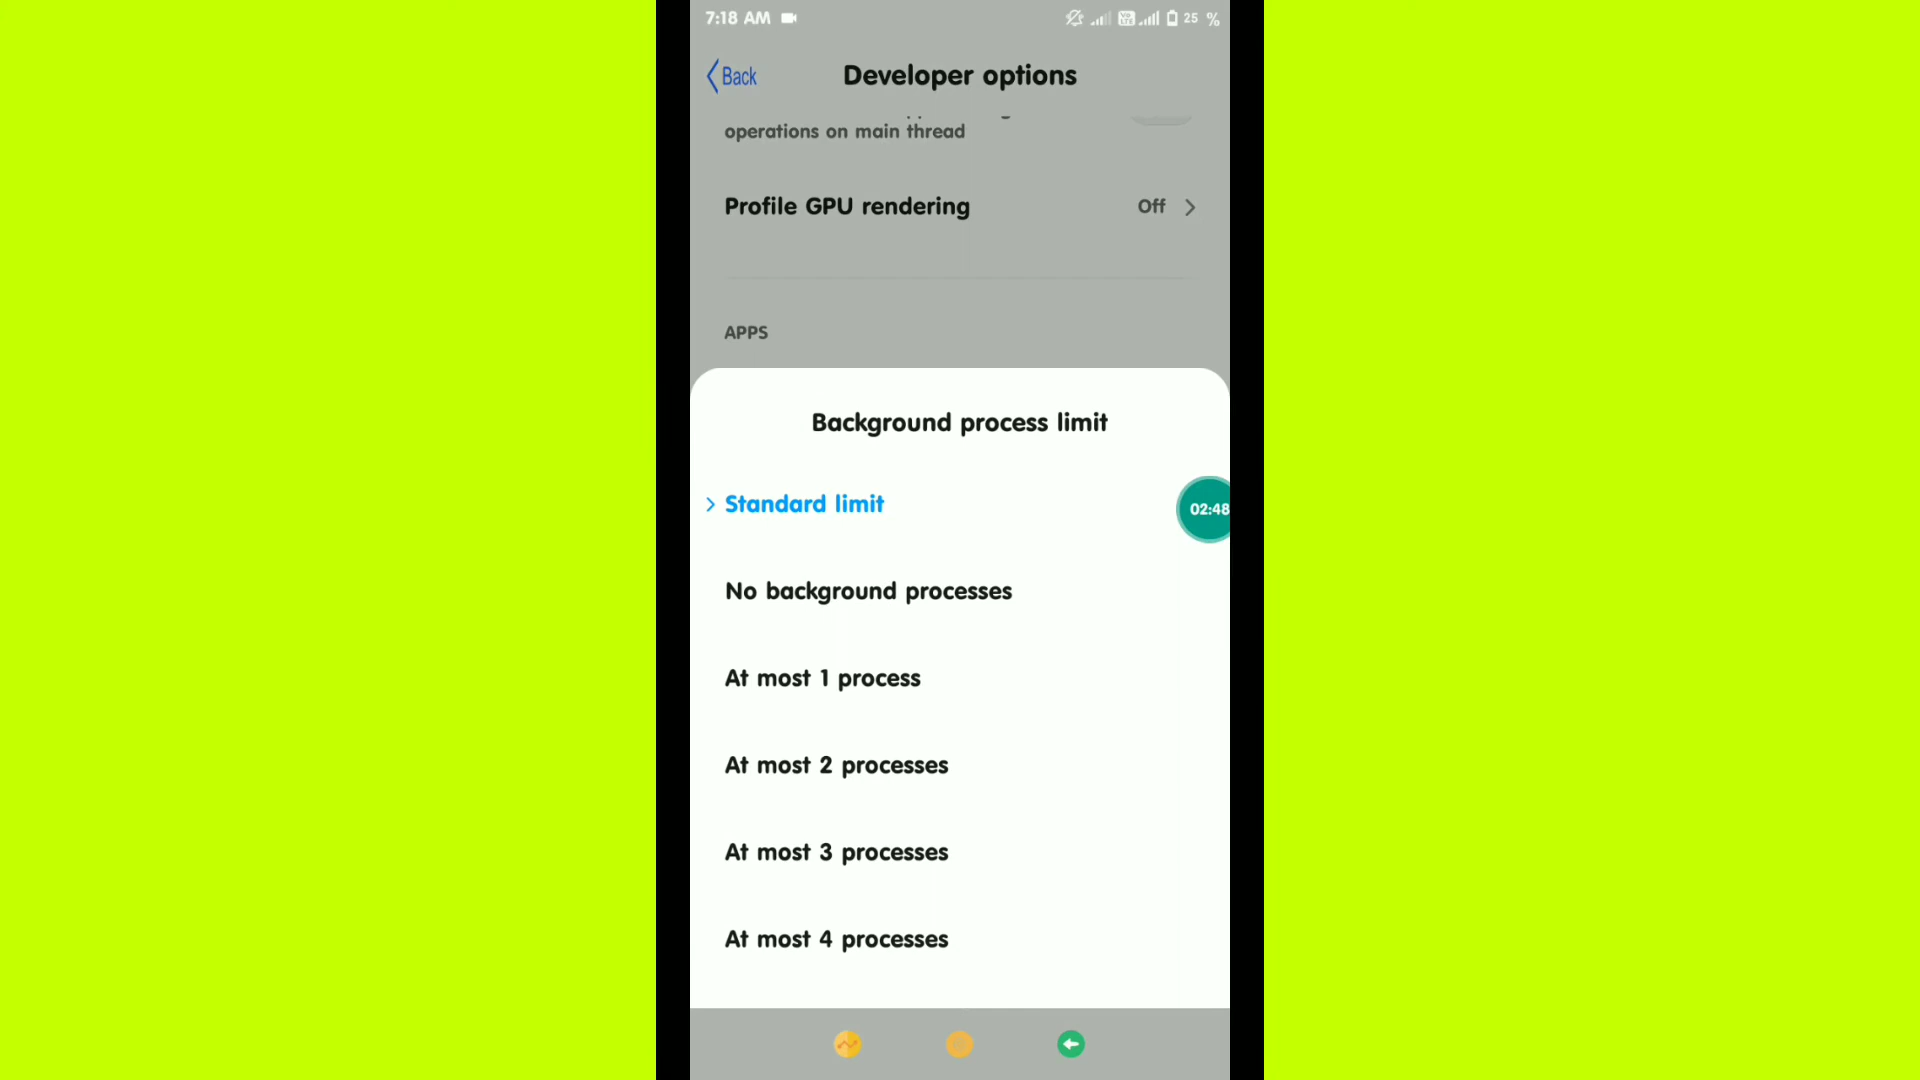 7:18 AM
VO LTE 25 %
Back
Developer options
operations on main thread
Profile GPU rendering
Off
APPS
Background process limit
Standard limit
02:48
No background processes
At most 1 process
At most 2 processes
At most 3 processes
At most 4 processes